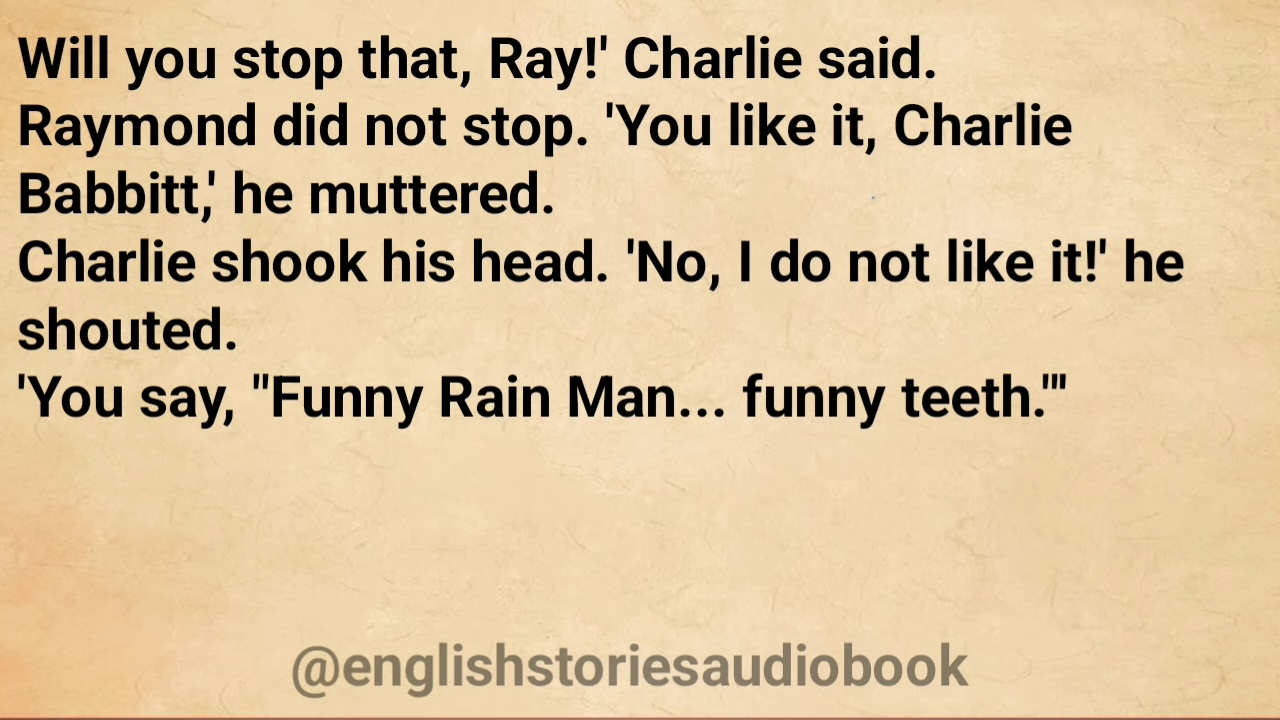 Will you stop that, Ray!' Charlie said.
Raymond did not stop. 'You like it, Charlie
Babbitt,' he muttered.
Charlie shook his head. 'No, I do not like it!' he
shouted.
'You say, "Funny Rain Man... funny teeth."'
@englishstoriesaudiobook